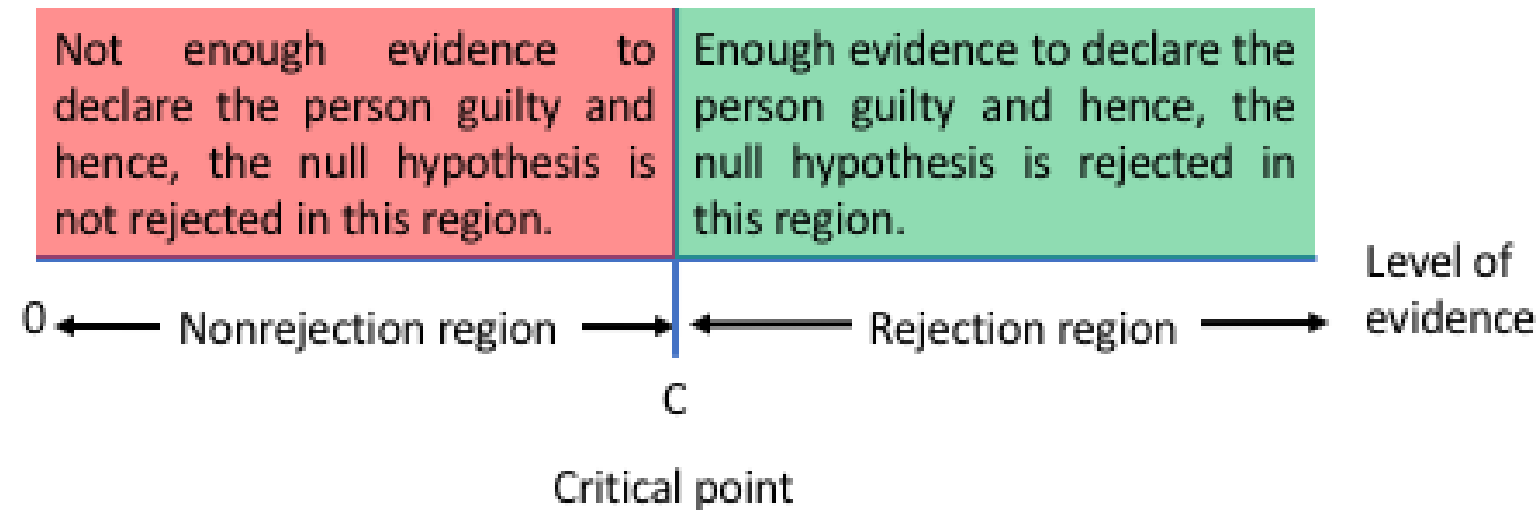 Not enough evidence to
declare the person guilty and
hence, the null hypothesis is
not rejected in this region.
Enough evidence to declare the
person guilty and hence, the
null hypothesis is rejected in
this region.
Level of
evidence
0
Nonrejection region
Rejection region
C
Critical point